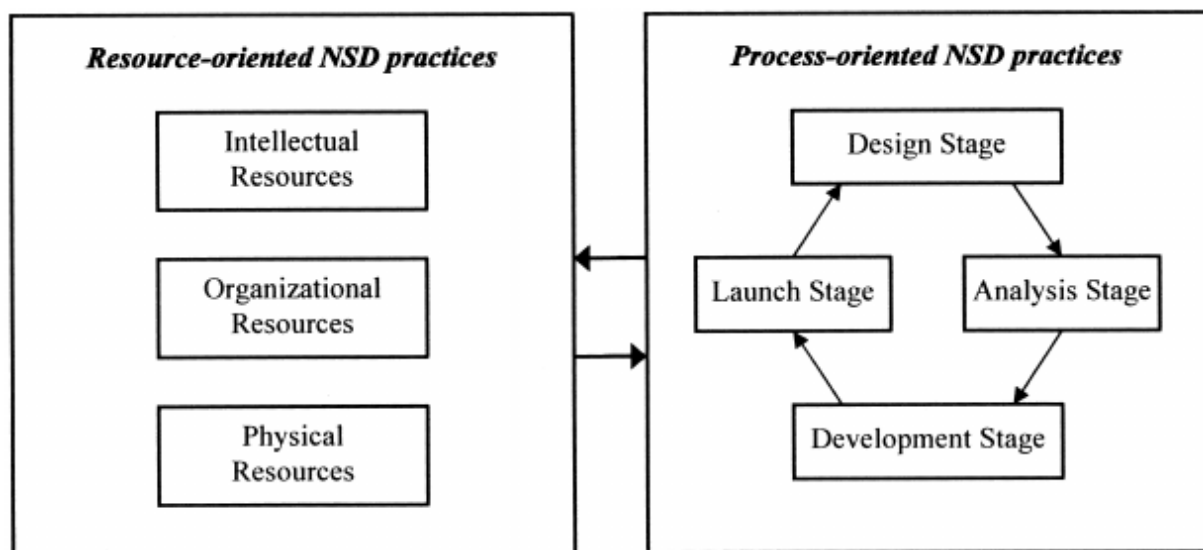 Resource-oriented NSD practices
Intellectual
Resources
Organizational
Resources
Physical
Resources
Process-oriented NSD practices
Design Stage
Launch Stage
Analysis Stage
Development Stage